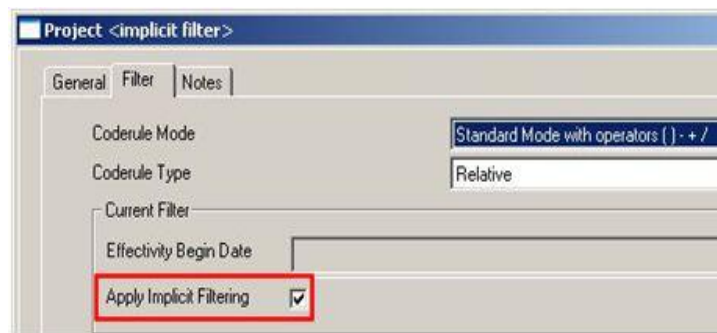 Project <implicit filter>
General Filter Notes
Coderule Mode Standard Mode with operators ( ) - + /
Coderule Type Relative
Current Filter
Effectivity Begin Date
Apply Implicit Filtering